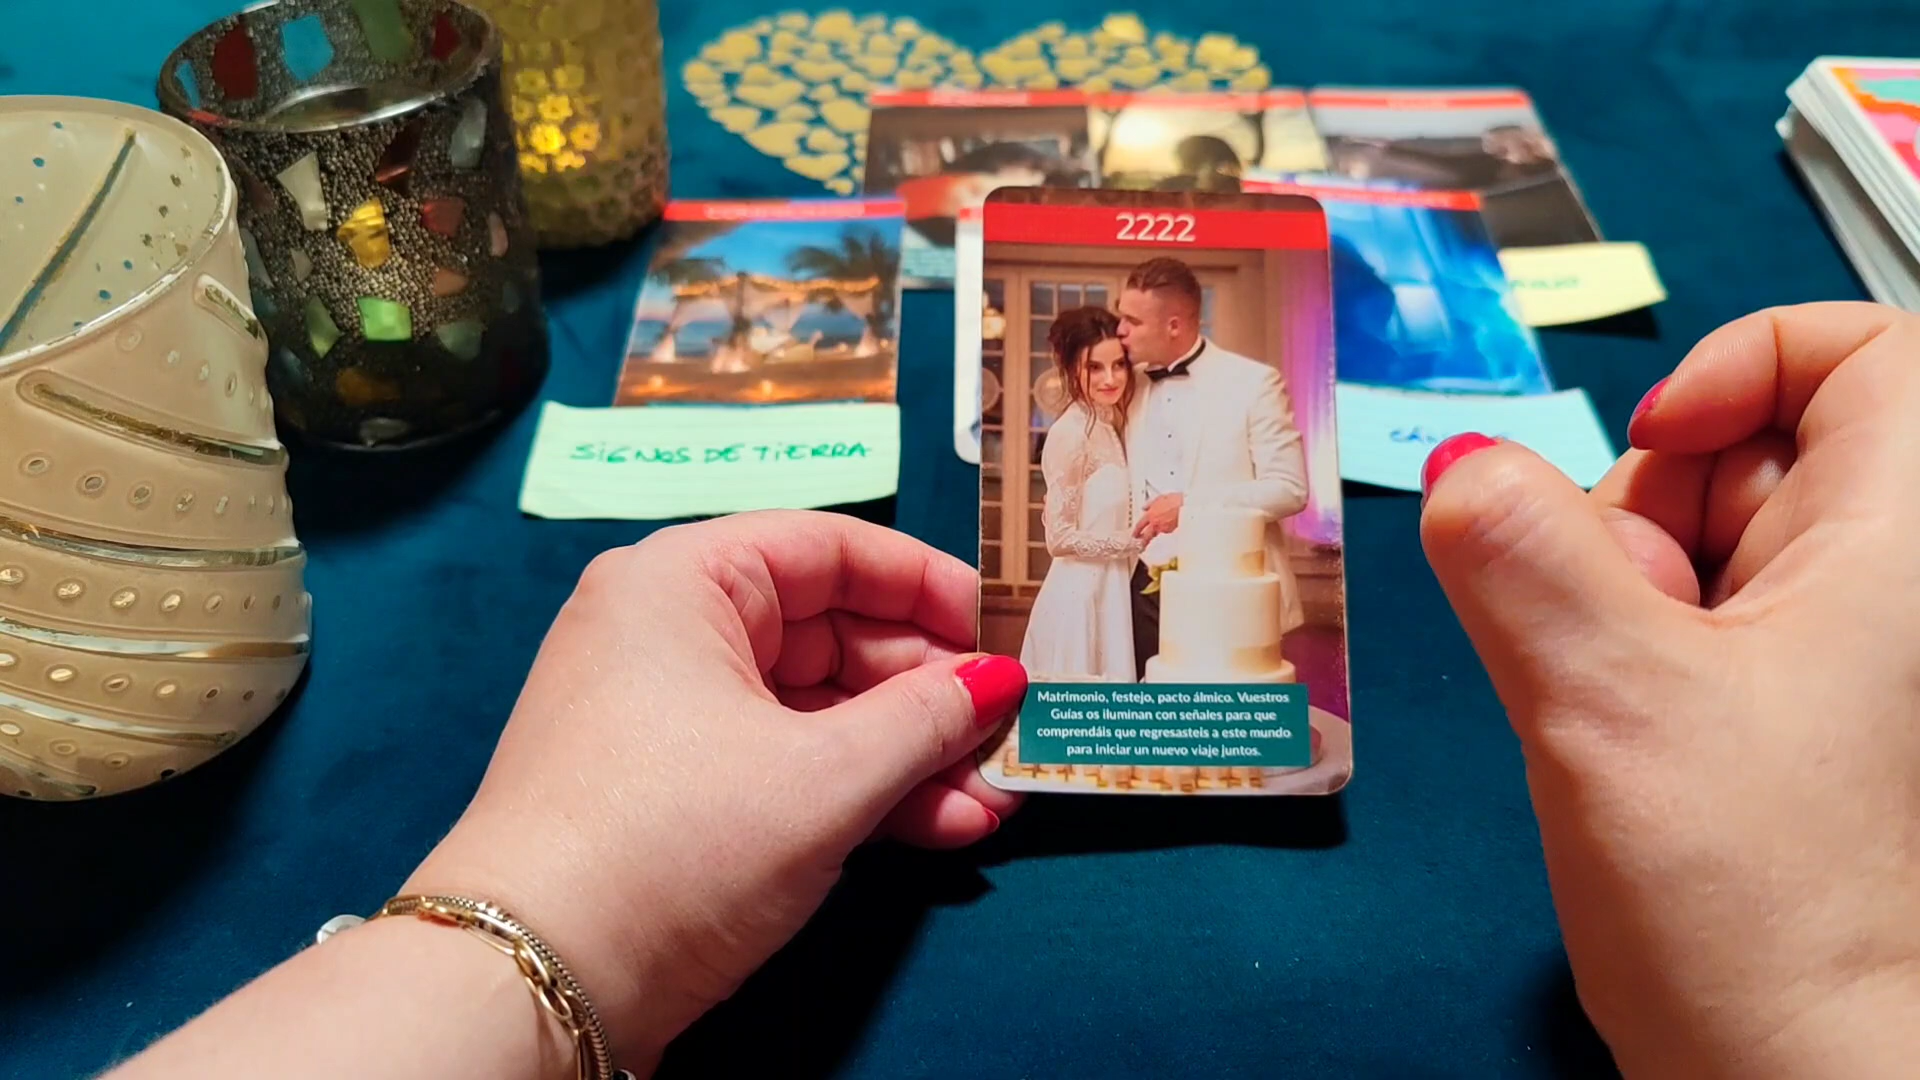 2222
Matrimonio, festejo, pacto álmico. Vuestros
Guías os iluminan con señales para que
comprendáis que regresasteis a este mundo
para iniciar un nuevo viaje juntos.
SIGNOS DE TIERRA